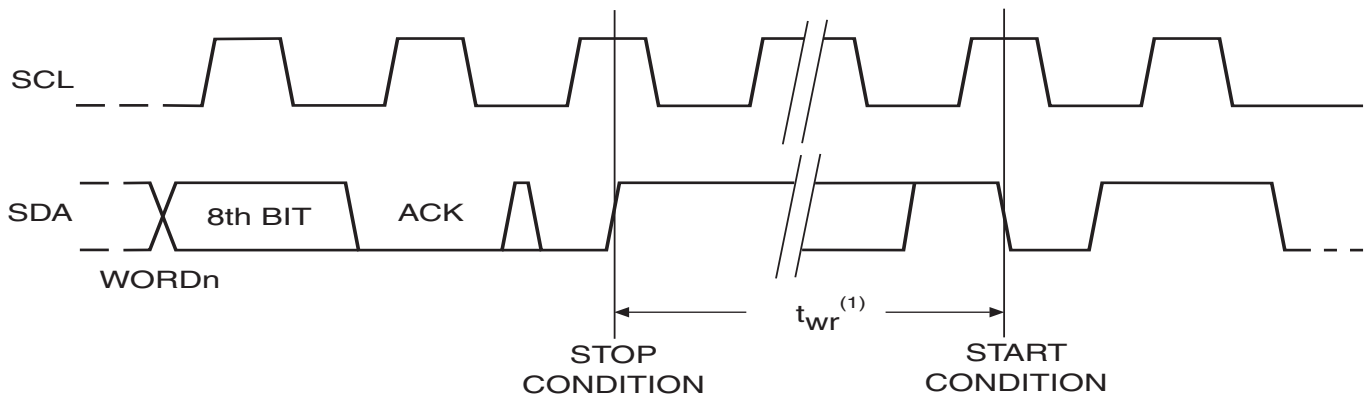 SCL
SDA
8th BIT
ACK
WORDn
twr(1)
STOP
CONDITION
START
CONDITION